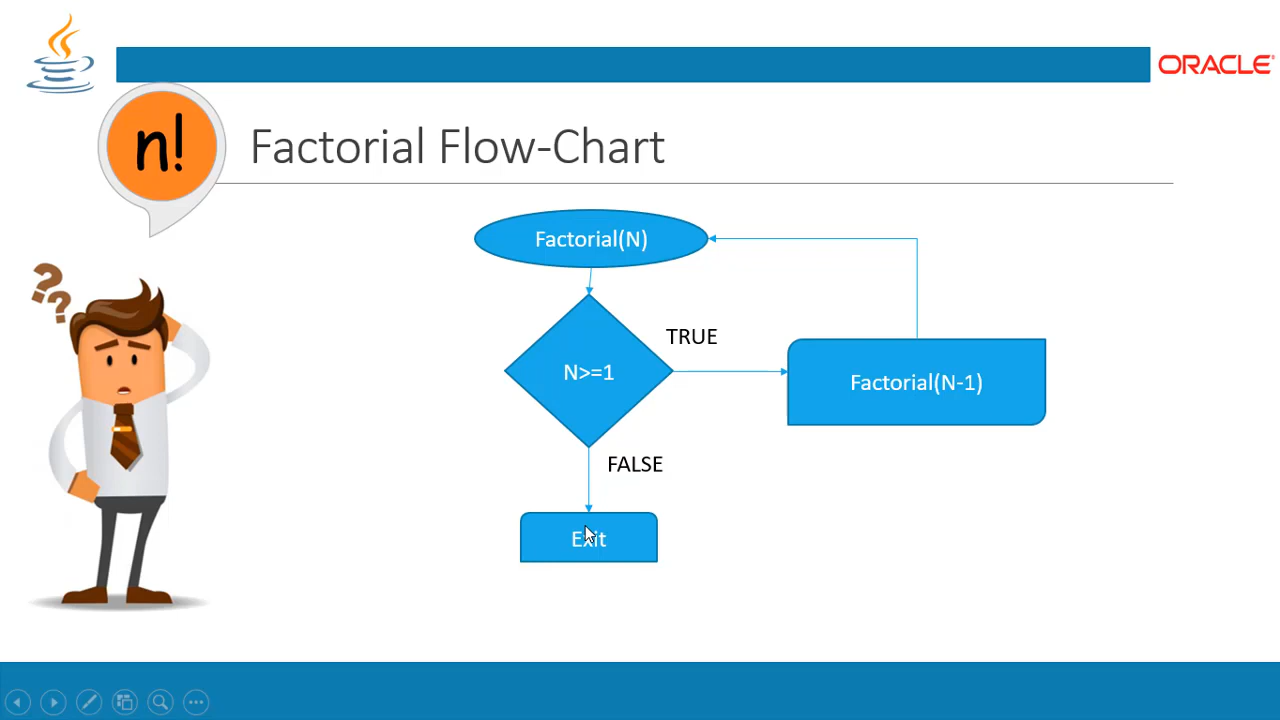 ORACLE
n!
Factorial Flow-Chart
??
Factorial(N)
TRUE
N>=1
Factorial(N-1)
FALSE
Exit